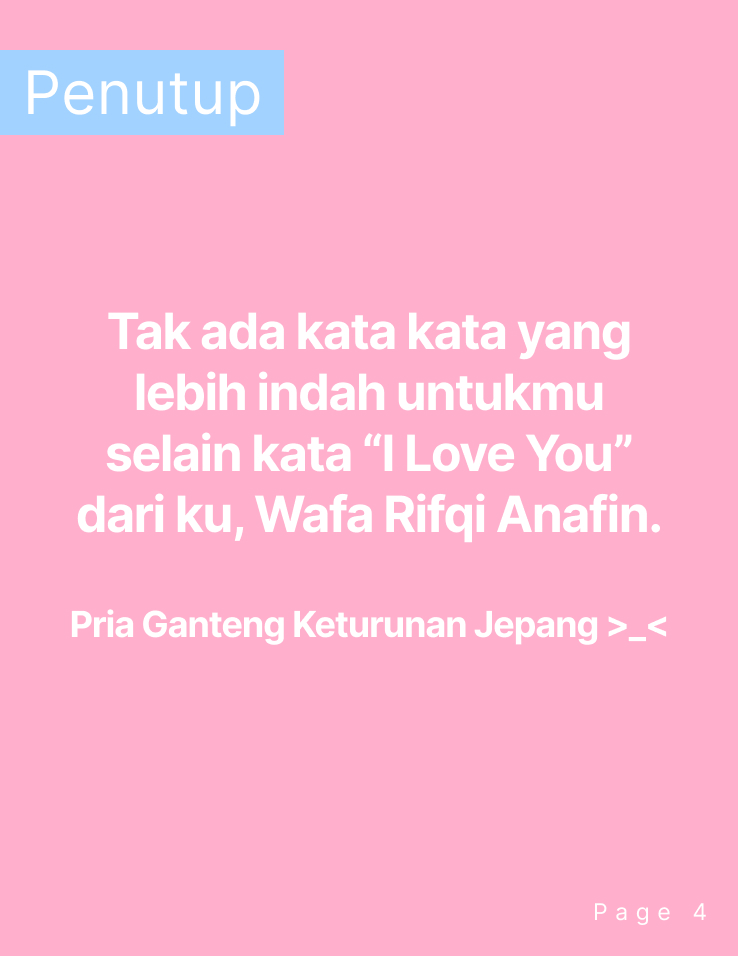 Penutup
Tak ada kata kata yang
lebih indah untukmu
selain kata “I Love You”
dari ku, Wafa Rifqi Anafin.
Pria Ganteng Keturunan Jepang >_<
Page 4